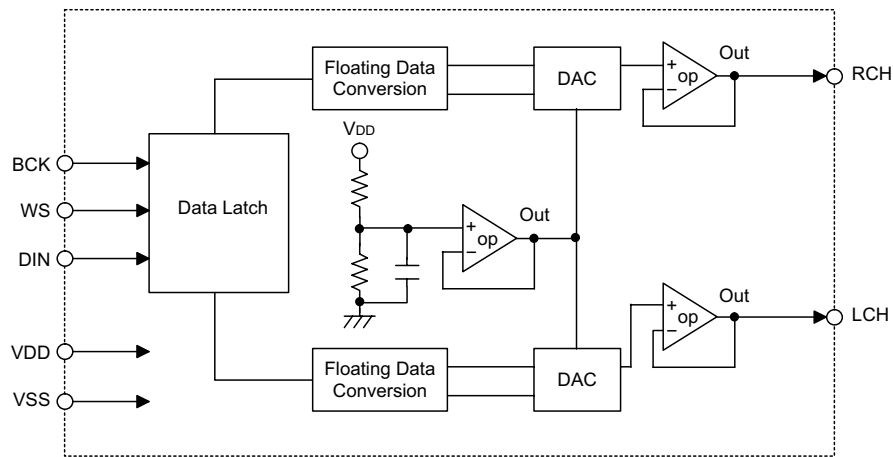 Out
RCH
Floating Data
Conversion
DAC
+
op
−
VDD
BCK
WS
Data Latch
Out
+
op
−
DIN
Out
LCH
+
op
−
VDD
Floating Data
Conversion
DAC
VSS